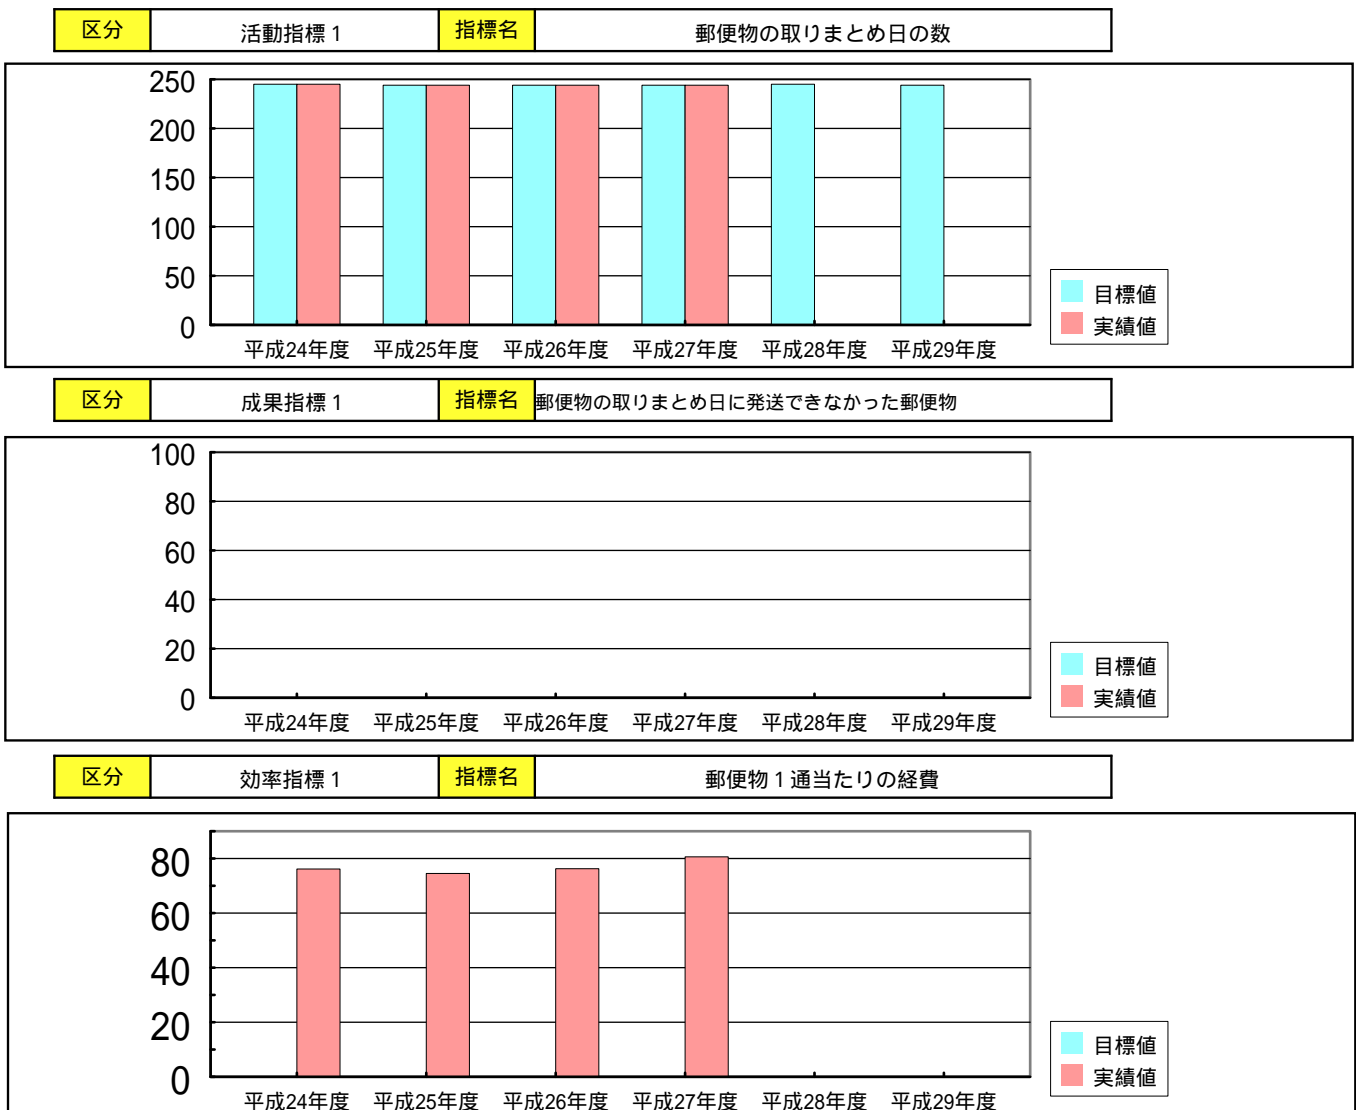 区分 活動指標１ 指標名 郵便物の取りまとめ日の数
250
200
150
100
50
0
平成24年度 平成25年度 平成26年度 平成27年度 平成28年度 平成29年度
目標値
実績値
区分 成果指標１ 指標名 郵便物の取りまとめ日に発送できなかった郵便物
100
80
60
40
20
0
平成24年度 平成25年度 平成26年度 平成27年度 平成28年度 平成29年度
目標値
実績値
区分 効率指標１ 指標名 郵便物１通当たりの経費
80
60
40
20
0
平成24年度 平成25年度 平成26年度 平成27年度 平成28年度 平成29年度
目標値
実績値